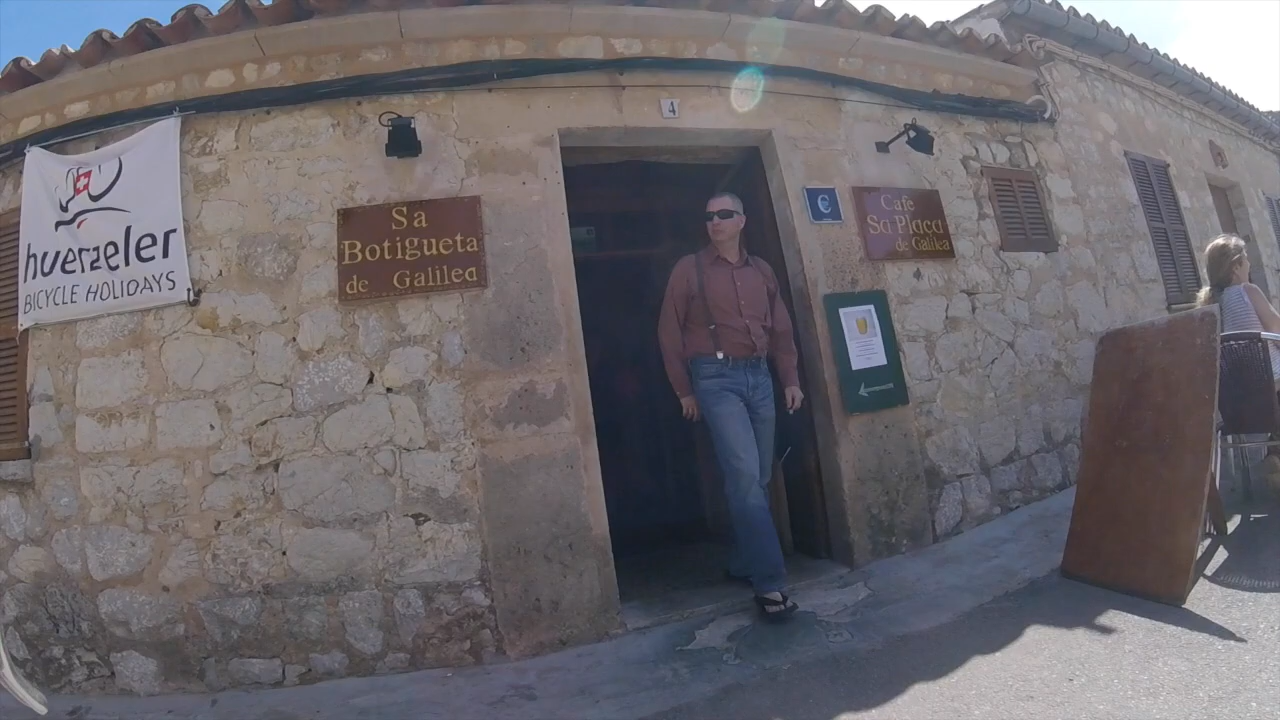 huerzeler
BICYCLE HOLIDAYS
Sa
Botigueta
de Galilea
4
€
Cafe
Sa Plaça
de Galilea